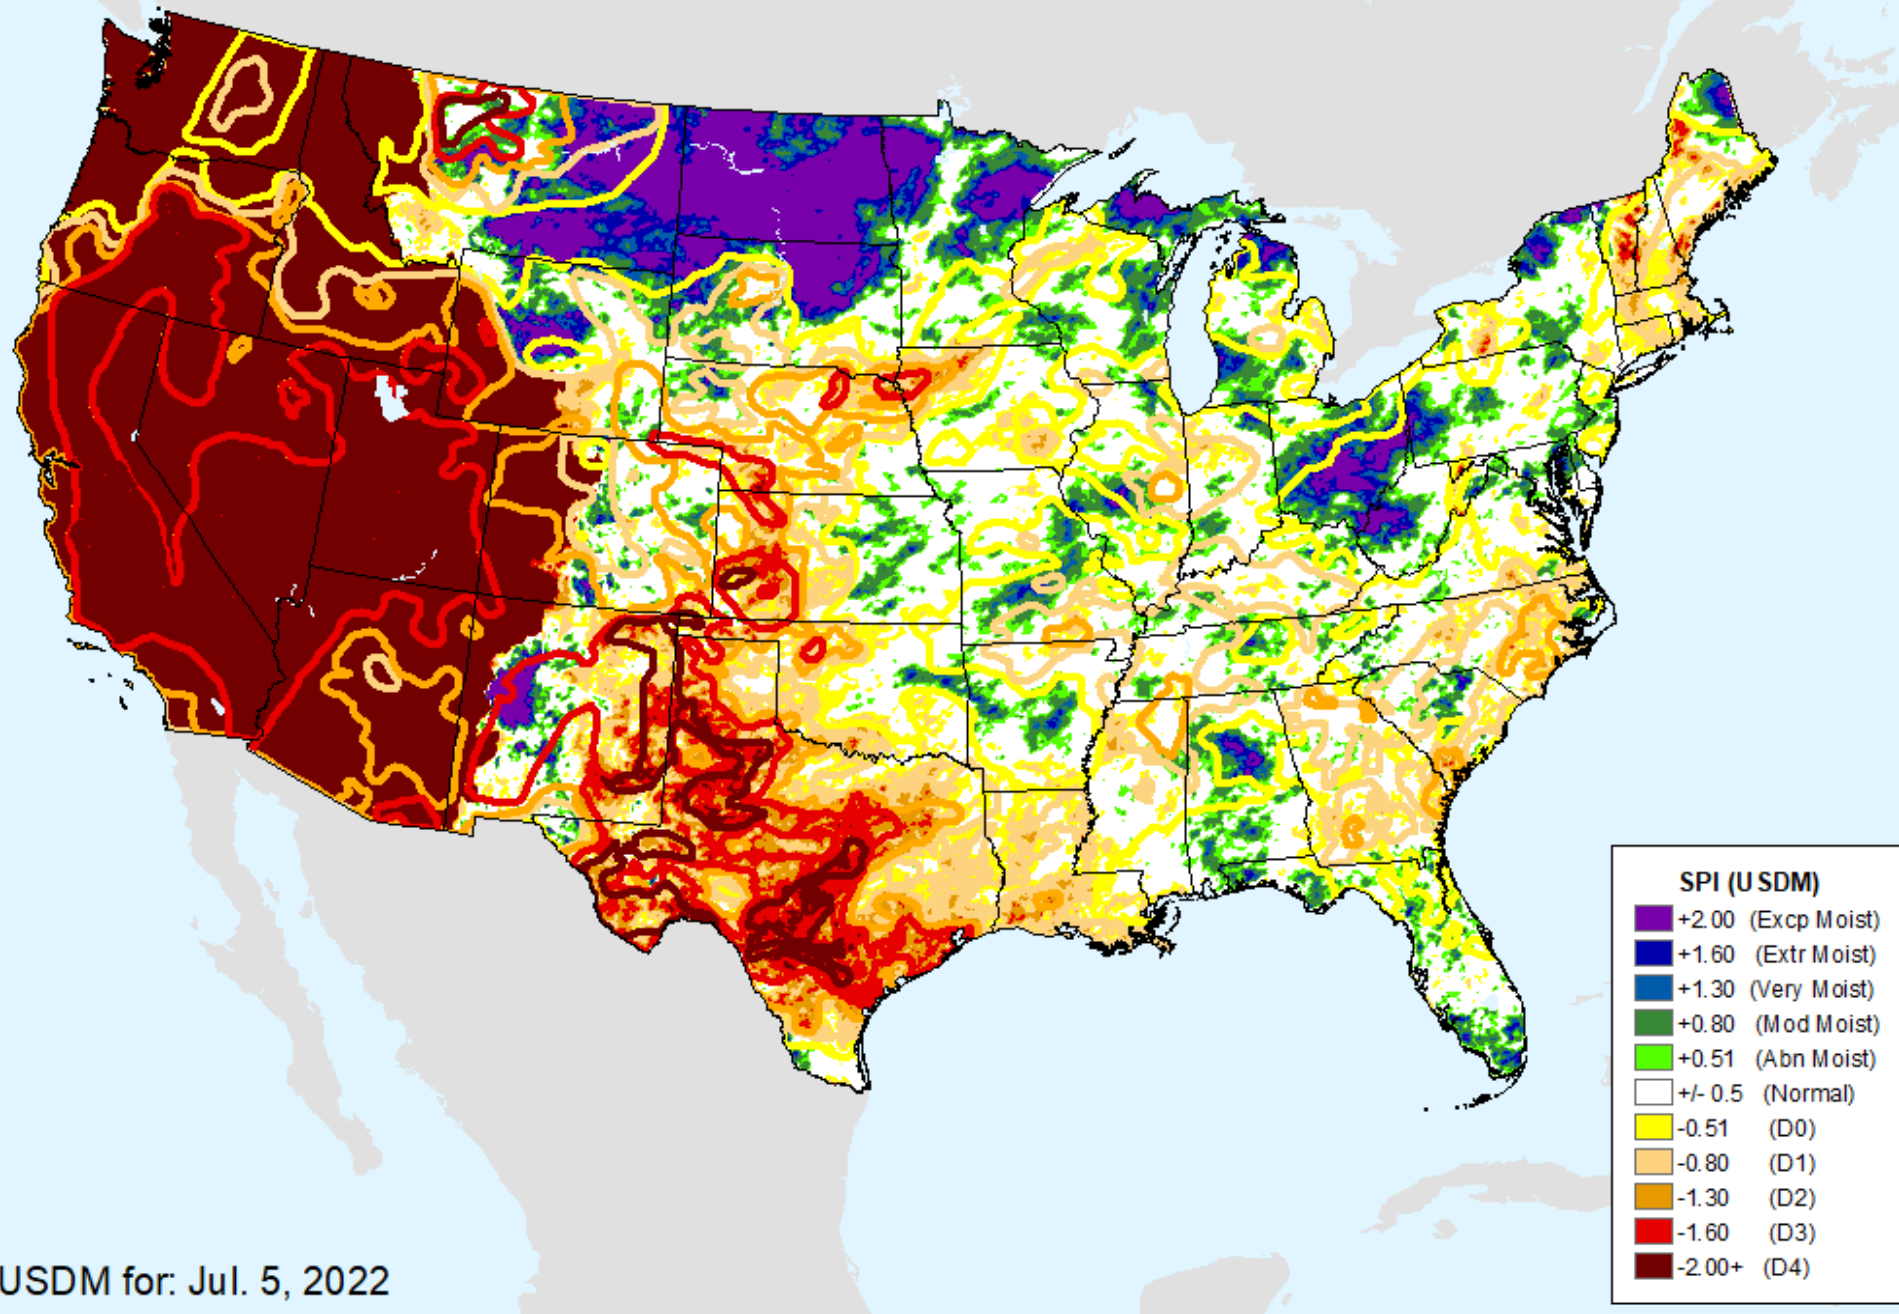 SPI (USDM)
+2.00 (Excp Moist)
+1.60 (Extr Moist)
+1.30 (Very Moist)
+0.80 (Mod Moist)
+0.51 (Abn Moist)
+/- 0.5 (Normal)
-0.51 (D0)
-0.80 (D1)
-1.30 (D2)
-1.60 (D3)
-2.00+ (D4)
USDM for: Jul. 5, 2022